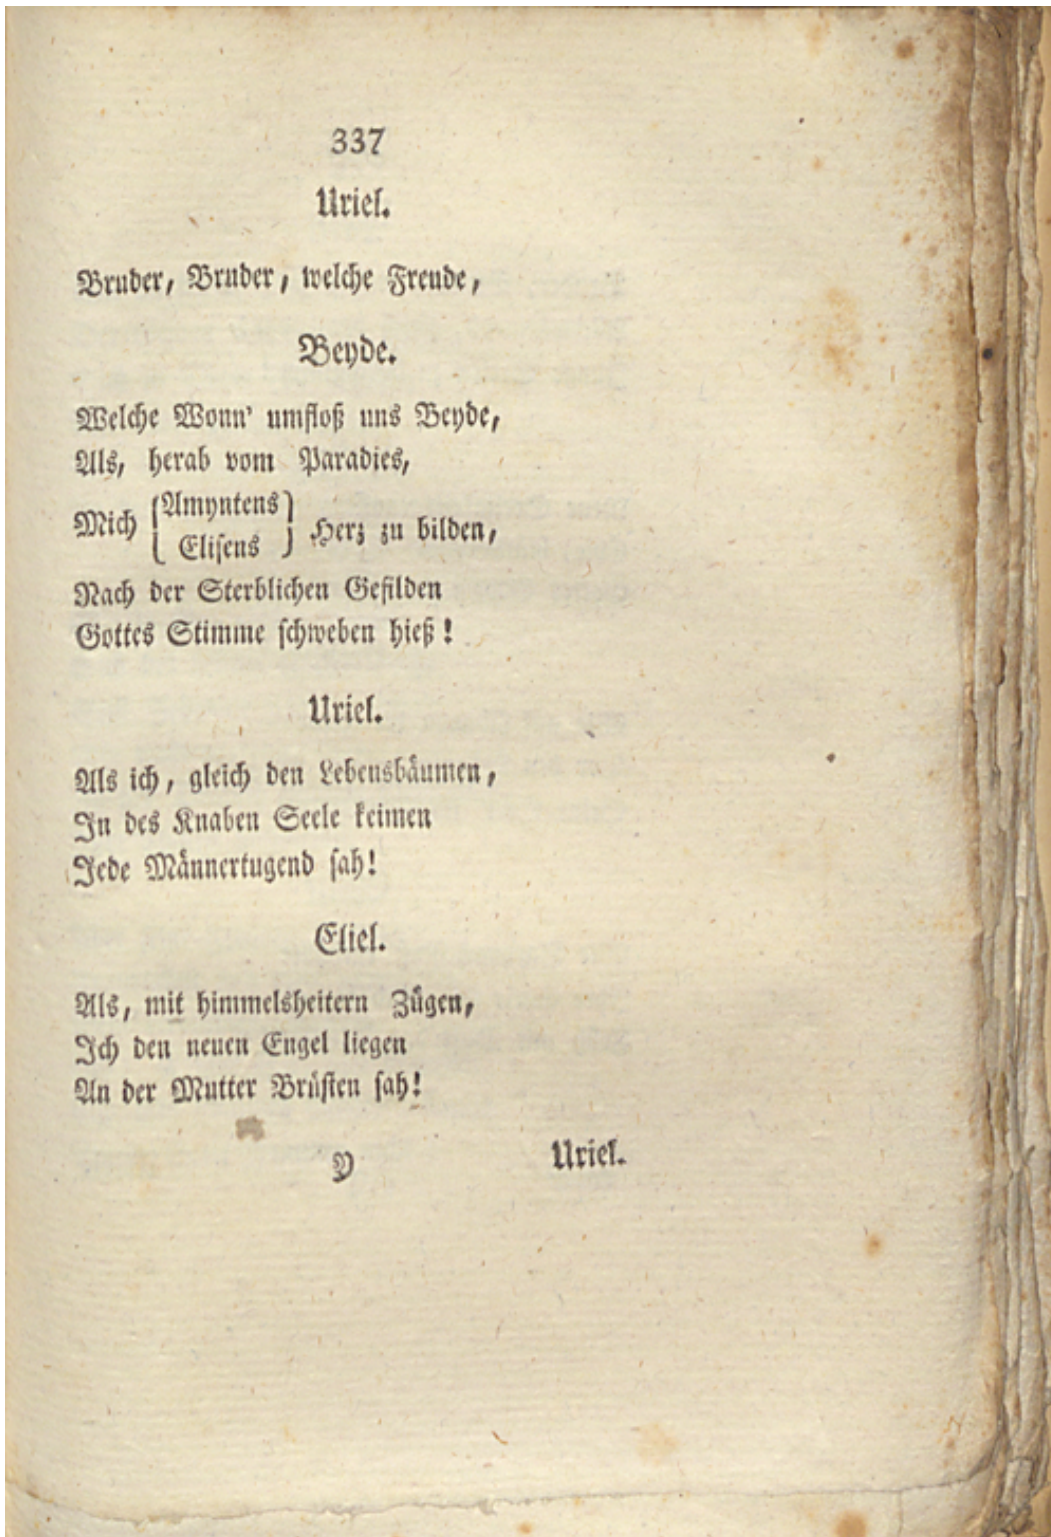 337
Uriel.
Bruder, Bruder, welche Freude,
Beyde.
Welche Wonn' umfloß uns Beyde,
Als, herab vom Paradies,
Mich {Amyntens / Elisens} Herz zu bilden,
Nach der Sterblichen Gefilden
Gottes Stimme schweben hieß!
Uriel.
Als ich, gleich den Lebensbäumen,
In des Knaben Seele keimen
Jede Männertugend sah!
Eliel.
Als, mit himmelsheitern Zügen,
Ich den neuen Engel liegen
An der Mutter Brüsten sah!
Y Uriel.